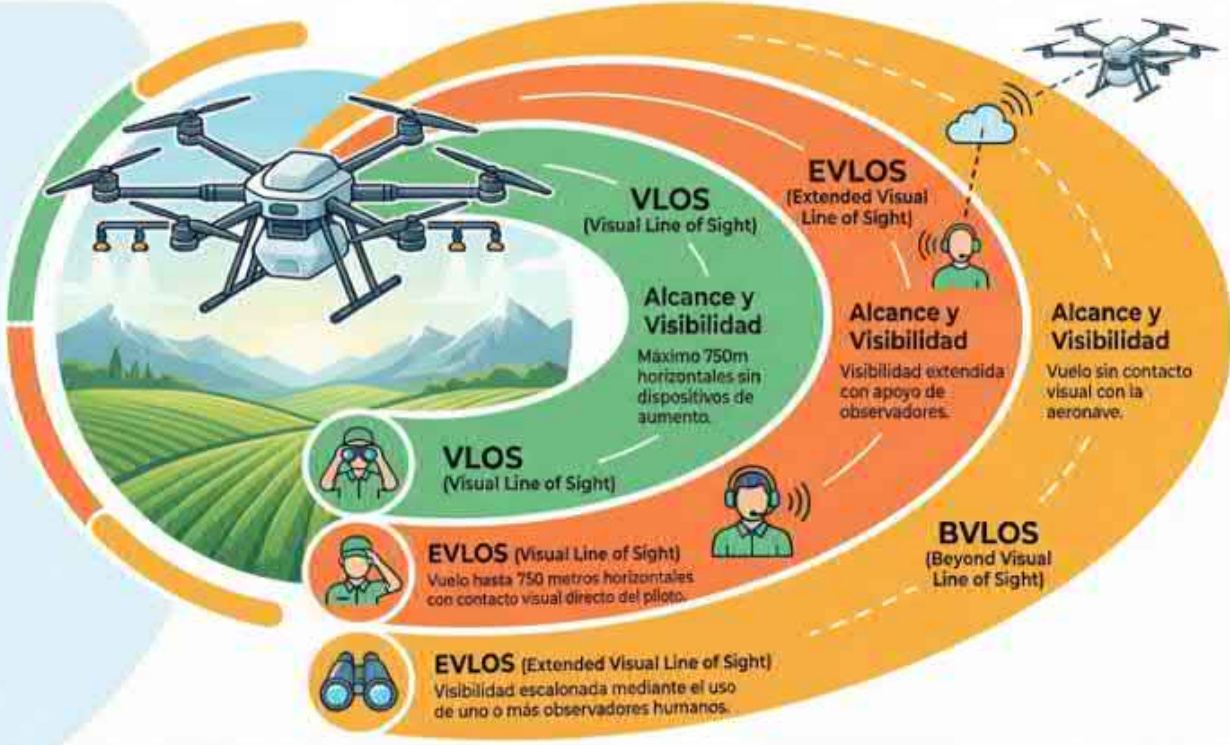 VLOS
(Visual Line of Sight)
Alcance y
Visibilidad
Máximo 750m
horizontales sin
dispositivos de
aumento.
EVLOS
(Extended Visual
Line of Sight)
Alcance y
Visibilidad
Visibilidad extendida
con apoyo de
observadores.
Alcance y
Visibilidad
Vuelo sin contacto
visual con la
aeronave.
BVLOS
(Beyond Visual
Line of Sight)
VLOS
(Visual Line of Sight)
EVLOS (Visual Line of Sight)
Vuelo hasta 750 metros horizontales
con contacto visual directo del piloto.
EVLOS (Extended Visual Line of Sight)
Visibilidad escalonada mediante el uso
de uno o más observadores humanos.